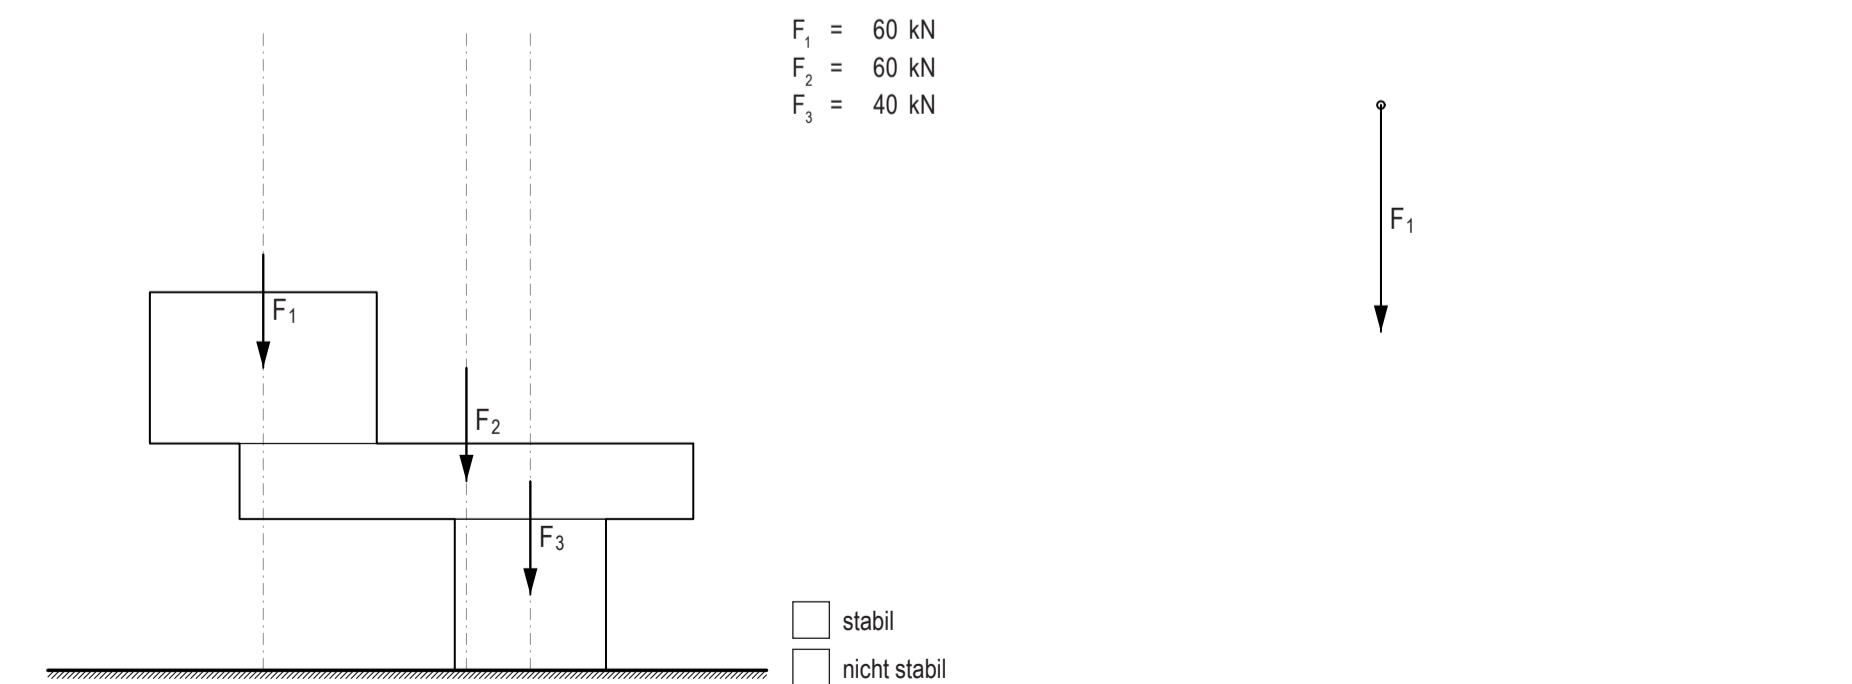 F1 = 60 kN
F2 = 60 kN
F3 = 40 kN
F1
F1
F2
F3
stabil
nicht stabil